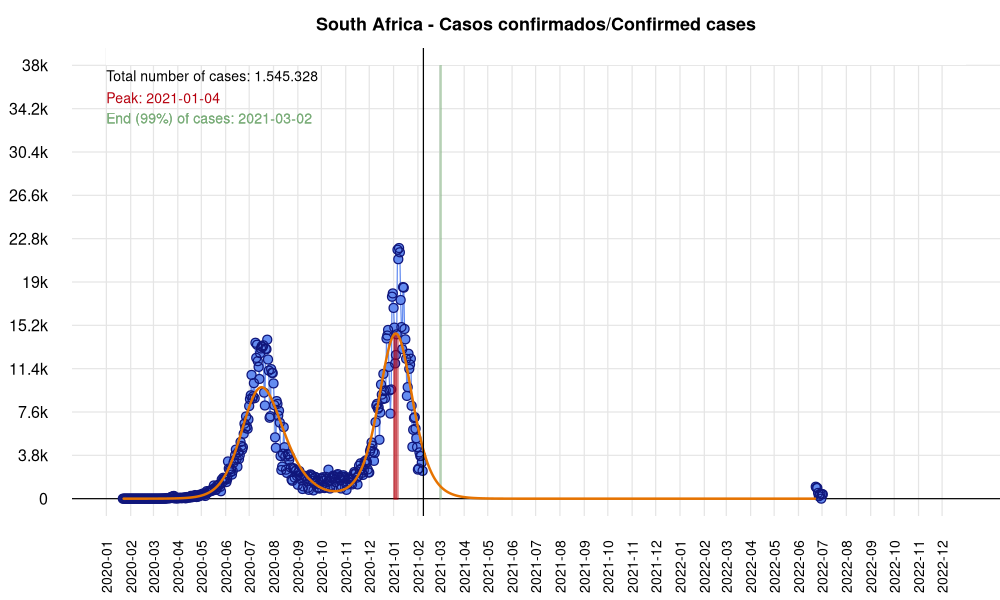 South Africa - Casos confirmados/Confirmed cases
Total number of cases: 1.545.328
Peak: 2021-01-04
End (99%) of cases: 2021-03-02
38k
34.2k
30.4k
26.6k
22.8k
19k
15.2k
11.4k
7.6k
3.8k
0
2020-01
2020-02
2020-03
2020-04
2020-05
2020-06
2020-07
2020-08
2020-09
2020-10
2020-11
2020-12
2021-01
2021-02
2021-03
2021-04
2021-05
2021-06
2021-07
2021-08
2021-09
2021-10
2021-11
2021-12
2022-01
2022-02
2022-03
2022-04
2022-05
2022-06
2022-07
2022-08
2022-09
2022-10
2022-11
2022-12